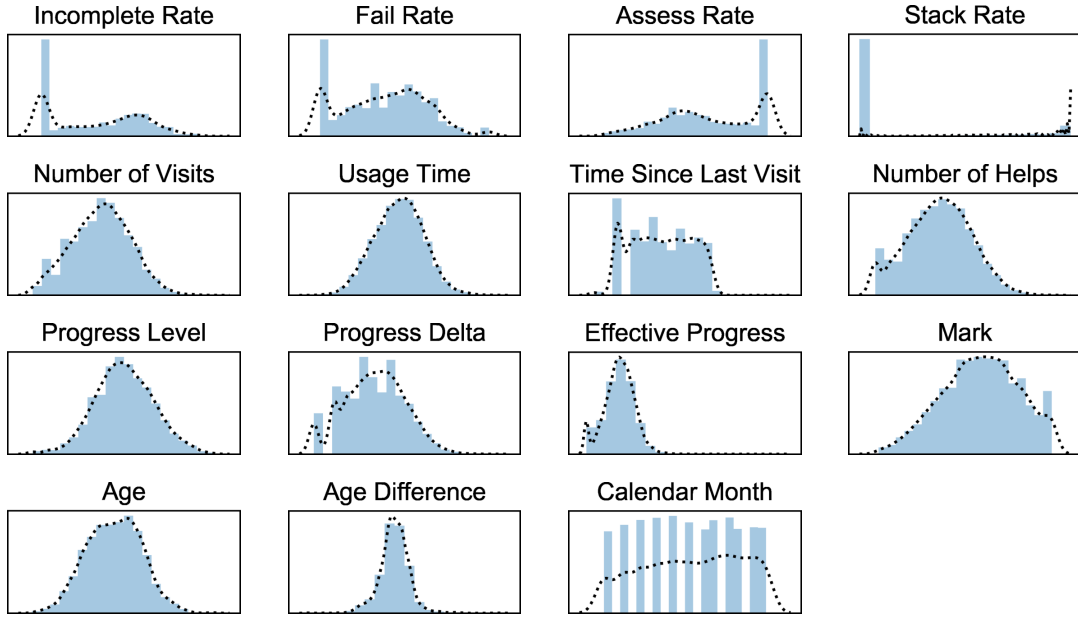 Incomplete Rate
Fail Rate
Assess Rate
Stack Rate
Number of Visits
Usage Time
Time Since Last Visit
Number of Helps
Progress Level
Progress Delta
Effective Progress
Mark
Age
Age Difference
Calendar Month